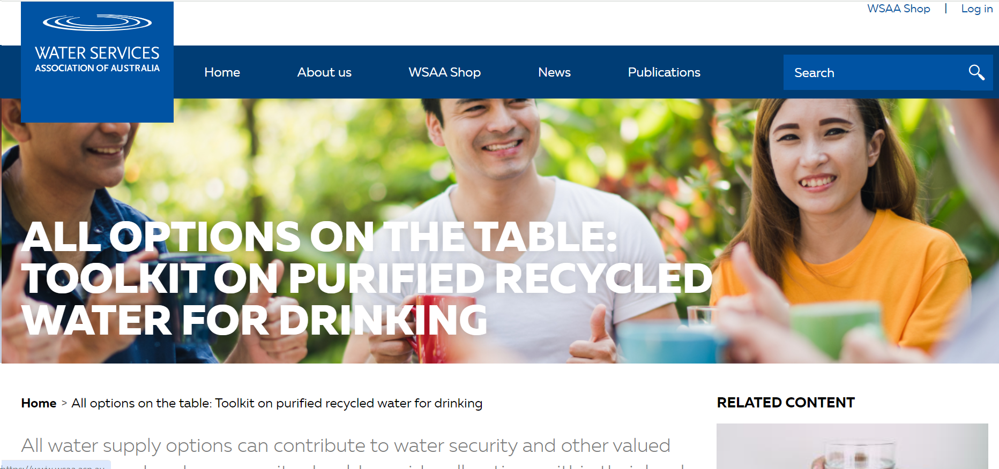 WSAA Shop | Log in
WATER SERVICES
ASSOCIATION OF AUSTRALIA
Home
About us
WSAA Shop
News
Publications
Search
ALL OPTIONS ON THE TABLE:
TOOLKIT ON PURIFIED RECYCLED
WATER FOR DRINKING
Home > All options on the table: Toolkit on purified recycled water for drinking
RELATED CONTENT
All water supply options can contribute to water security and other valued